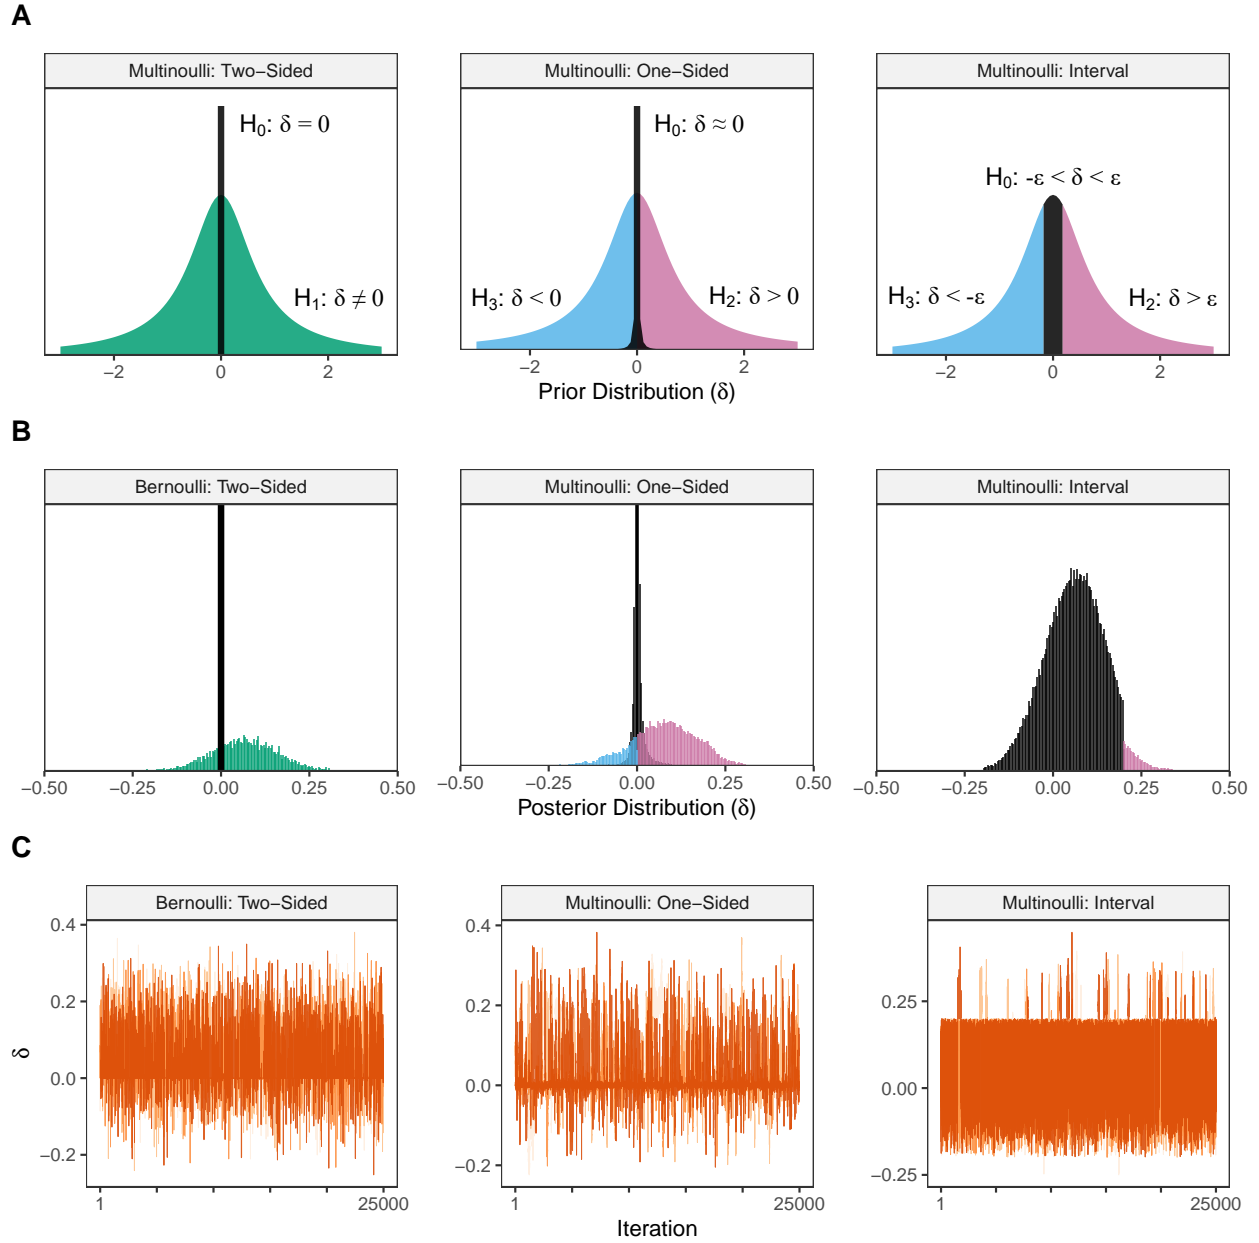 A
Multinoulli: Two−Sided
Multinoulli: One−Sided
Multinoulli: Interval
H₀: δ = 0
H₁: δ ≠ 0
H₀: δ ≈ 0
H₃: δ < 0
H₂: δ > 0
H₀: -ε < δ < ε
H₃: δ < -ε
H₂: δ > ε
−2 0 2
−2 0 2
−2 0 2
Prior Distribution (δ)
B
Bernoulli: Two−Sided
Multinoulli: One−Sided
Multinoulli: Interval
−0.50 −0.25 0.00 0.25 0.50
−0.50 −0.25 0.00 0.25 0.50
−0.50 −0.25 0.00 0.25 0.50
Posterior Distribution (δ)
C
Bernoulli: Two−Sided
Multinoulli: One−Sided
Multinoulli: Interval
δ
0.4
0.2
0.0
−0.2
0.4
0.2
0.0
−0.2
0.25
0.00
−0.25
1 25000
1 25000
1 25000
Iteration